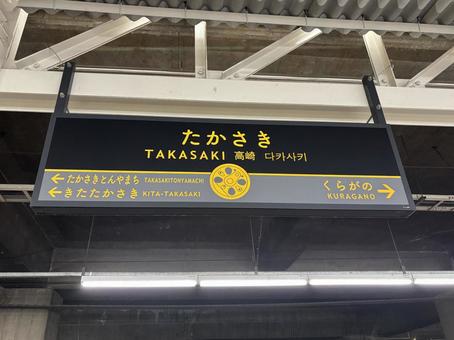 たかさき
TAKASAKI 高崎 다카사키
←たかさきとんやまち TAKASAKITONYAMACHI
←きたたかさき KITA-TAKASAKI
くらがの →
KURAGANO